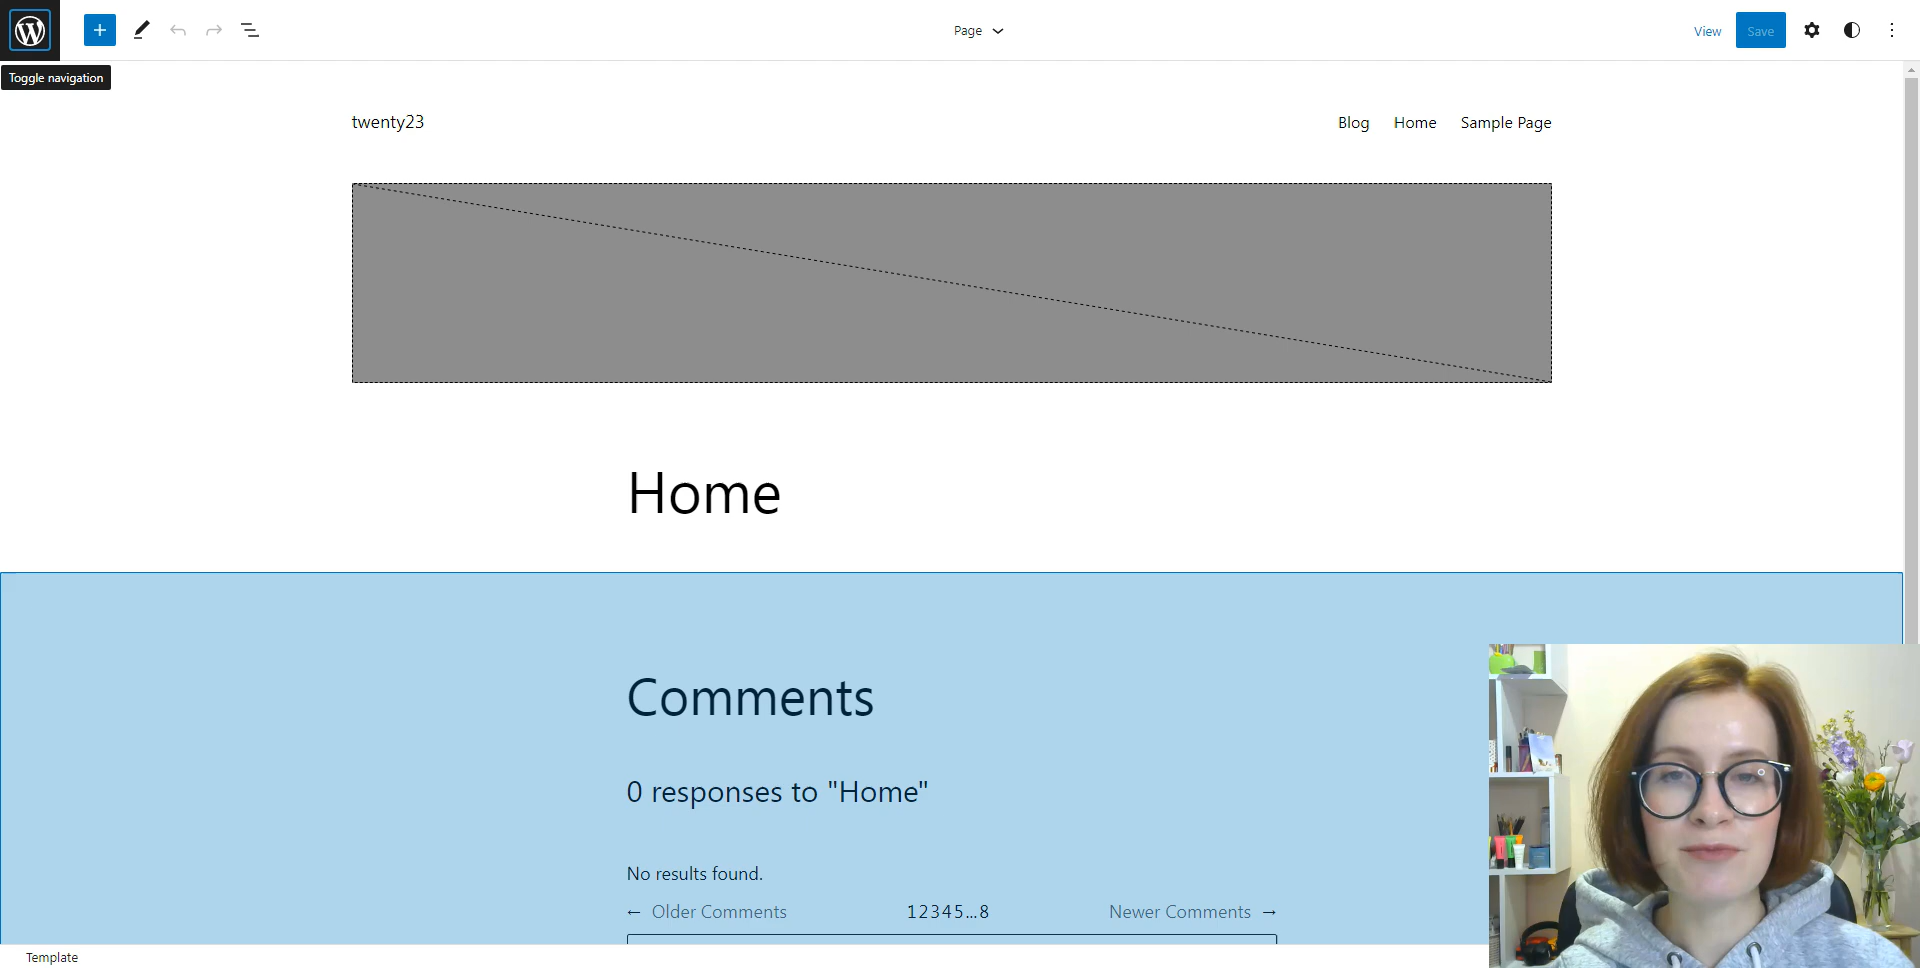 Page
View
Save
Toggle navigation
twenty23
Blog Home Sample Page
Home
Comments
0 responses to "Home"
No results found.
← Older Comments 12345...8 Newer Comments →
Template